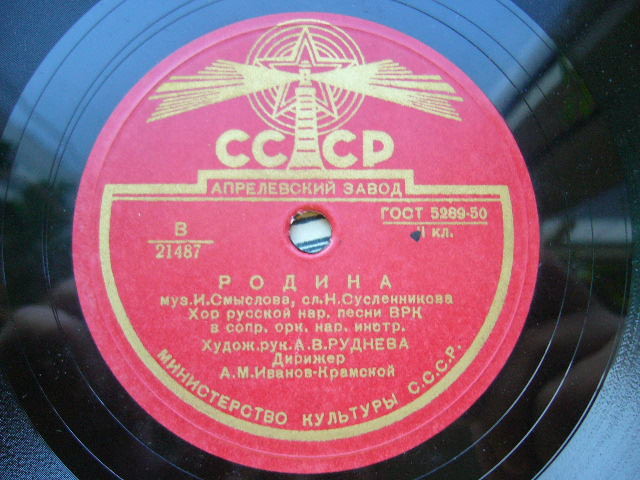 СССР
АПРЕЛЕВСКИЙ ЗАВОД
В
21487
ГОСТ 5289-50
1 кл.
РОДИНА
муз.И.Смыслова, сл.Н.Сусленникова
Хор русской нар. песни ВРК
в сопр. орк. нар. инстр.
Худож.рук.А.В.РУДНЕВА
Дирижер
А.М.Иванов-Крамской
МИНИСТЕРСТВО КУЛЬТУРЫ С.С.С.Р.